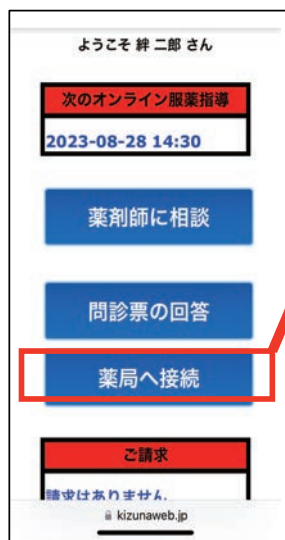 ようこそ 絆 二郎 さん
次のオンライン服薬指導
2023-08-28 14:30
薬剤師に相談
問診票の回答
薬局へ接続
ご請求
請求はありません
kizunaweb.jp